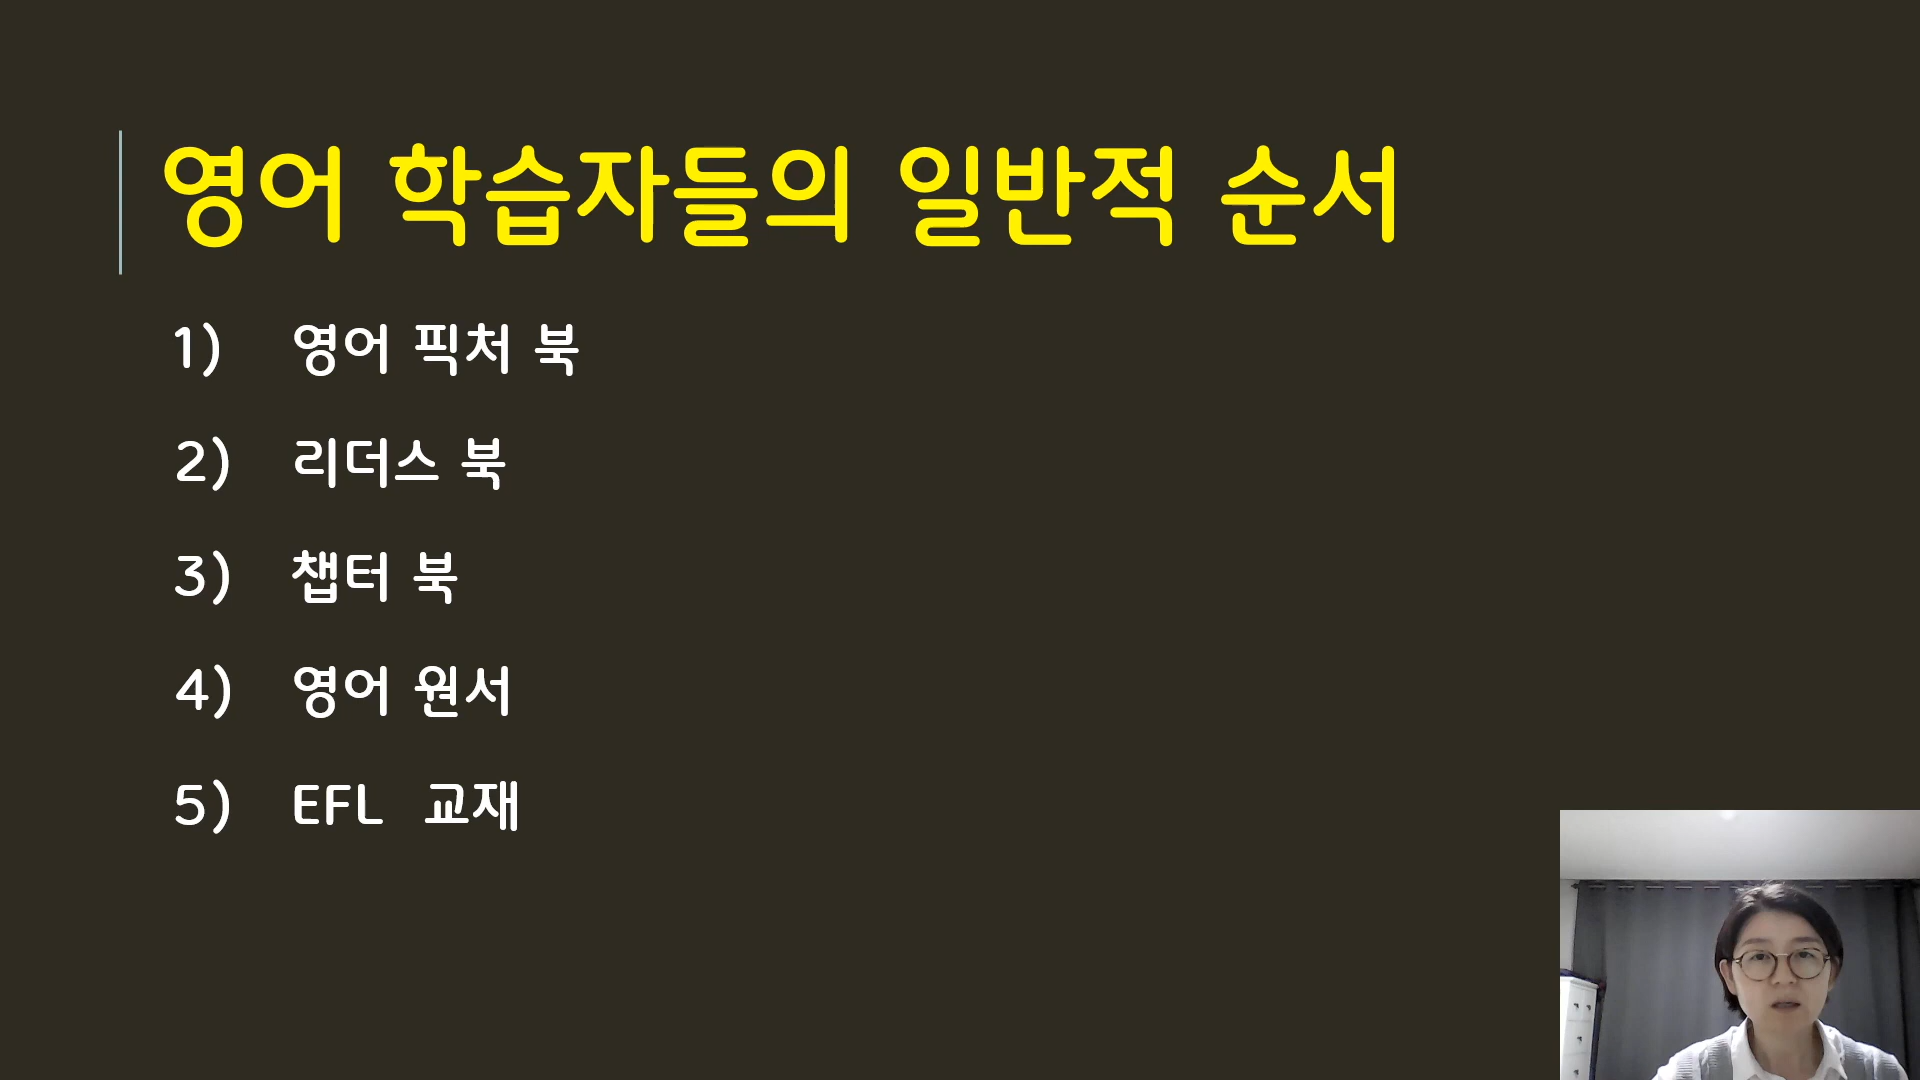 영어 학습자들의 일반적 순서
1) 영어 픽처 북
2) 리더스 북
3) 챕터 북
4) 영어 원서
5) EFL 교재